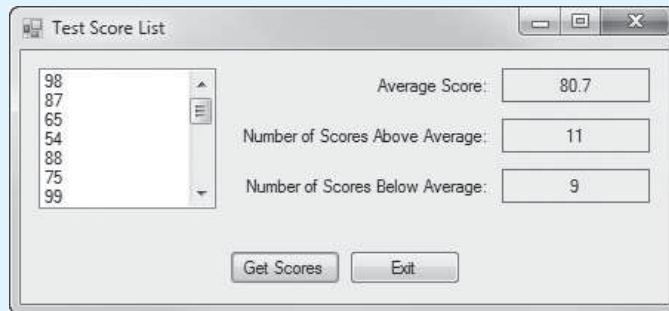 Test Score List
98
87
65
54
88
75
99
Average Score: 80.7
Number of Scores Above Average: 11
Number of Scores Below Average: 9
Get Scores Exit